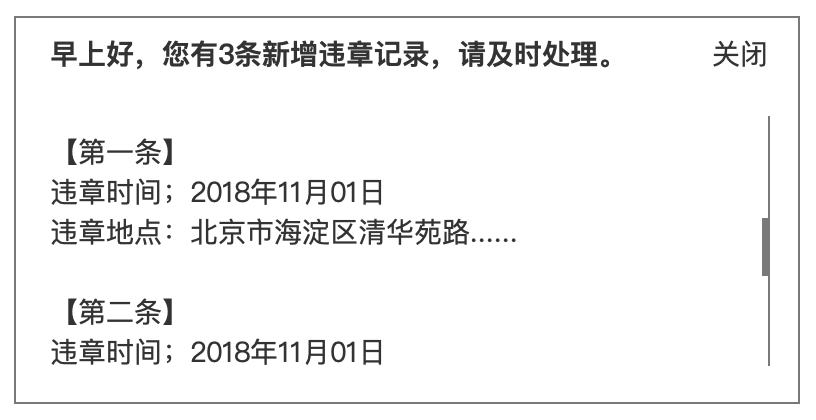 早上好，您有3条新增违章记录，请及时处理。 关闭
【第一条】
违章时间；2018年11月01日
违章地点：北京市海淀区清华苑路......
【第二条】
违章时间；2018年11月01日